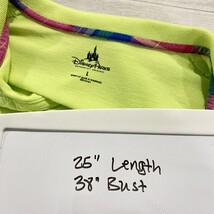 Disney Parks
L
25" Length
38" Bust